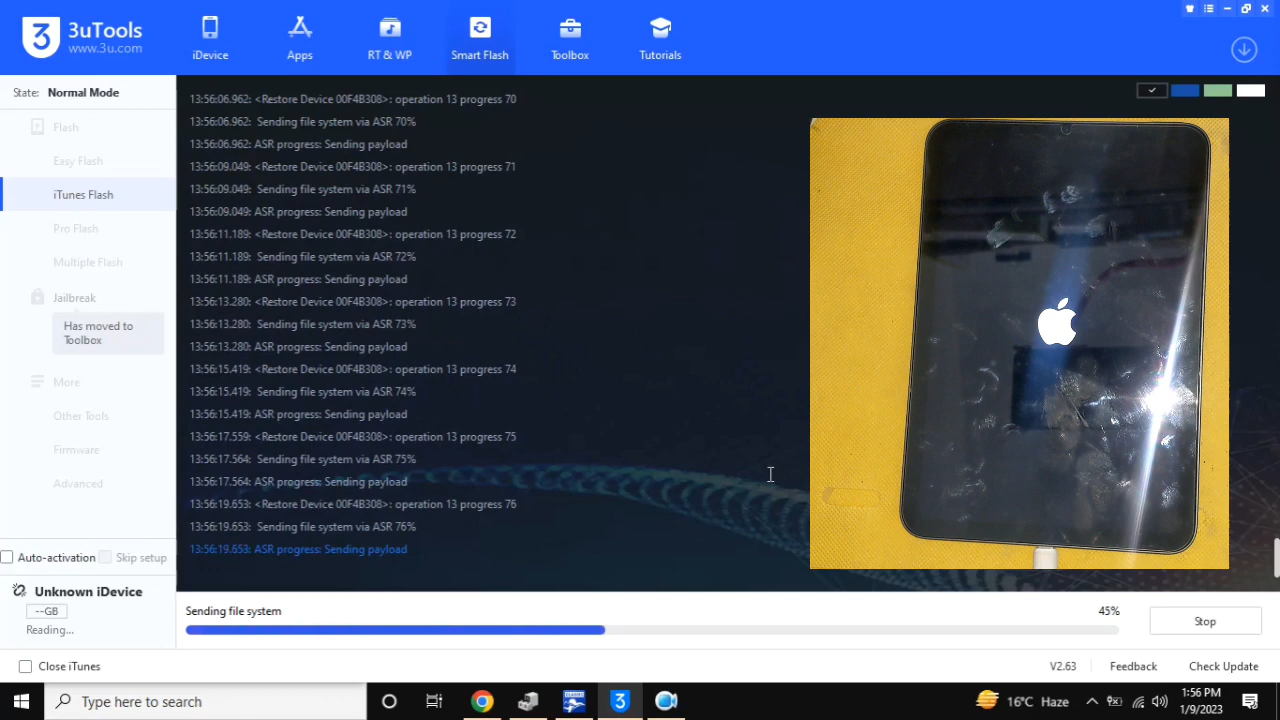 3 3uTools
www.3u.com
iDevice
Apps
RT & WP
Smart Flash
Toolbox
Tutorials
State: Normal Mode
Flash
Easy Flash
iTunes Flash
Pro Flash
Multiple Flash
Jailbreak
Has moved to
Toolbox
More
Other Tools
Firmware
Advanced
Auto-activation Skip setup
Unknown iDevice
--GB
Reading...
13:56:06.962: <Restore Device 00F4B308>: operation 13 progress 70
13:56:06.962: Sending file system via ASR 70%
13:56:06.962: ASR progress: Sending payload
13:56:09.049: <Restore Device 00F4B308>: operation 13 progress 71
13:56:09.049: Sending file system via ASR 71%
13:56:09.049: ASR progress: Sending payload
13:56:11.189: <Restore Device 00F4B308>: operation 13 progress 72
13:56:11.189: Sending file system via ASR 72%
13:56:11.189: ASR progress: Sending payload
13:56:13.280: <Restore Device 00F4B308>: operation 13 progress 73
13:56:13.280: Sending file system via ASR 73%
13:56:13.280: ASR progress: Sending payload
13:56:15.419: <Restore Device 00F4B308>: operation 13 progress 74
13:56:15.419: Sending file system via ASR 74%
13:56:15.419: ASR progress: Sending payload
13:56:17.559: <Restore Device 00F4B308>: operation 13 progress 75
13:56:17.564: Sending file system via ASR 75%
13:56:17.564: ASR progress: Sending payload
13:56:19.653: <Restore Device 00F4B308>: operation 13 progress 76
13:56:19.653: Sending file system via ASR 76%
13:56:19.653: ASR progress: Sending payload
Sending file system 45%
Stop
Close iTunes
V2.63 Feedback Check Update
Type here to search
3
16°C Haze
1:56 PM
1/9/2023